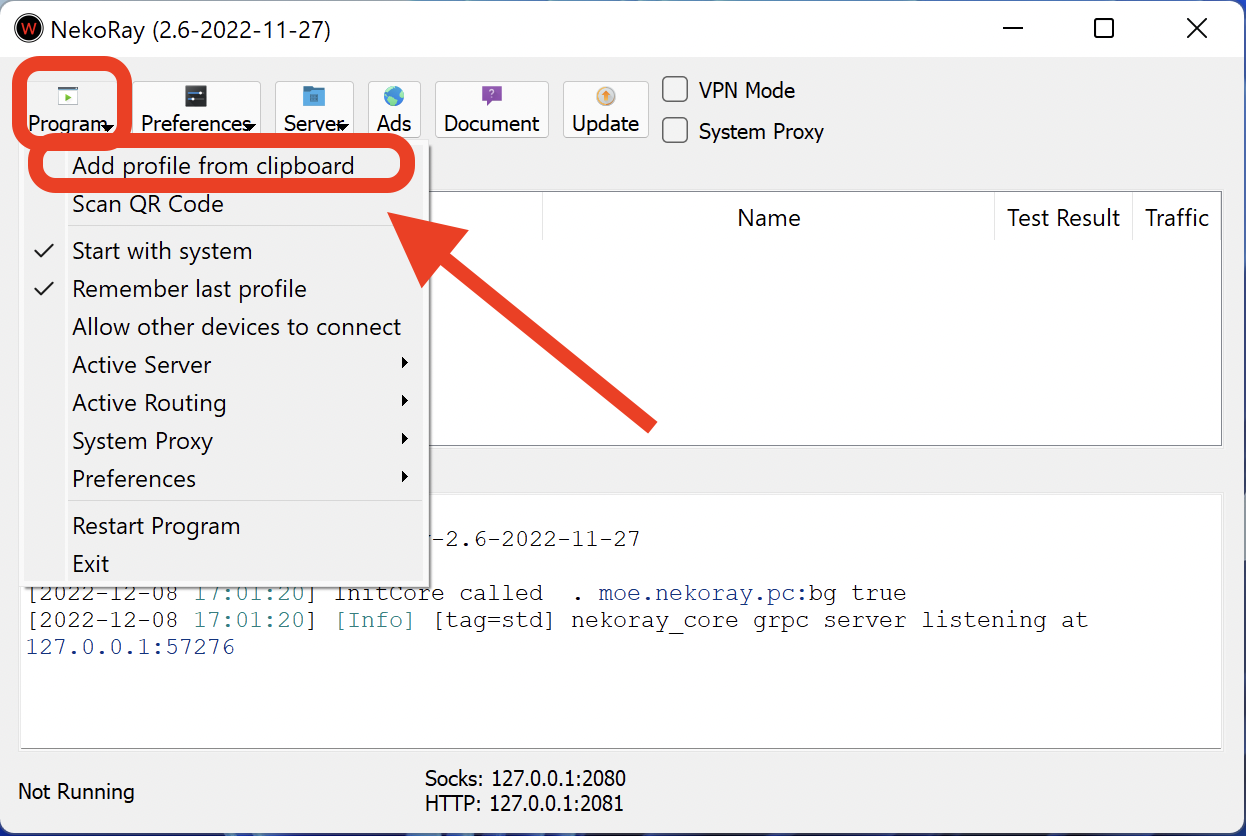 W NekoRay (2.6-2022-11-27)
Program Preferences Server Ads Document Update
VPN Mode
System Proxy
Add profile from clipboard
Scan QR Code
Name Test Result Traffic
Start with system
Remember last profile
Allow other devices to connect
Active Server
Active Routing
System Proxy
Preferences
Restart Program
Exit
-2.6-2022-11-27
[2022-12-08 17:01:20] InitCore called . moe.nekoray.pc:bg true
[2022-12-08 17:01:20] [Info] [tag=std] nekoray_core grpc server listening at
127.0.0.1:57276
Not Running
Socks: 127.0.0.1:2080
HTTP: 127.0.0.1:2081